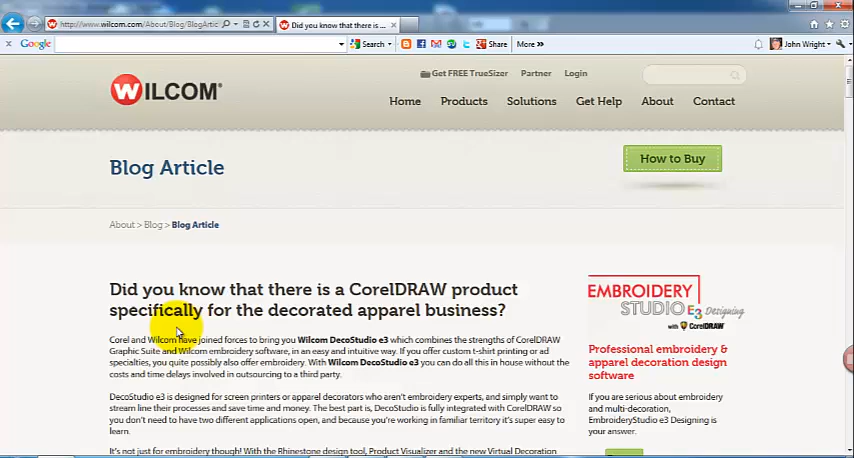 http://www.wilcom.com/About/Blog/BlogArtic
Did you know that there is ...
Google
Search
Share
More »
John Wright
WILCOM®
Get FREE TrueSizer
Partner
Login
Home
Products
Solutions
Get Help
About
Contact
Blog Article
How to Buy
About > Blog > Blog Article
Did you know that there is a CorelDRAW product
specifically for the decorated apparel business?
Corel and Wilcom have joined forces to bring you Wilcom DecoStudio e3 which combines the strengths of CorelDRAW
Graphic Suite and Wilcom embroidery software, in an easy and intuitive way. If you offer custom t-shirt printing or ad
specialties, you quite possibly also offer embroidery. With Wilcom DecoStudio e3 you can do all this in house without the
costs and time delays involved in outsourcing to a third party.
DecoStudio e3 is designed for screen printers or apparel decorators who aren't embroidery experts, and simply want to
stream line their processes and save time and money. The best part is, DecoStudio is fully integrated with CorelDRAW so
you don't need to have two different applications open, and because you're working in familiar territory it's super easy to
learn.
It's not just for embroidery though! With the Rhinestone design tool, Product Visualizer and the new Virtual Decoration
EMBROIDERY
STUDIO E3 Designing
with CorelDRAW
Professional embroidery &
apparel decoration design
software
If you are serious about embroidery
and multi-decoration,
EmbroideryStudio e3 Designing is
your answer.